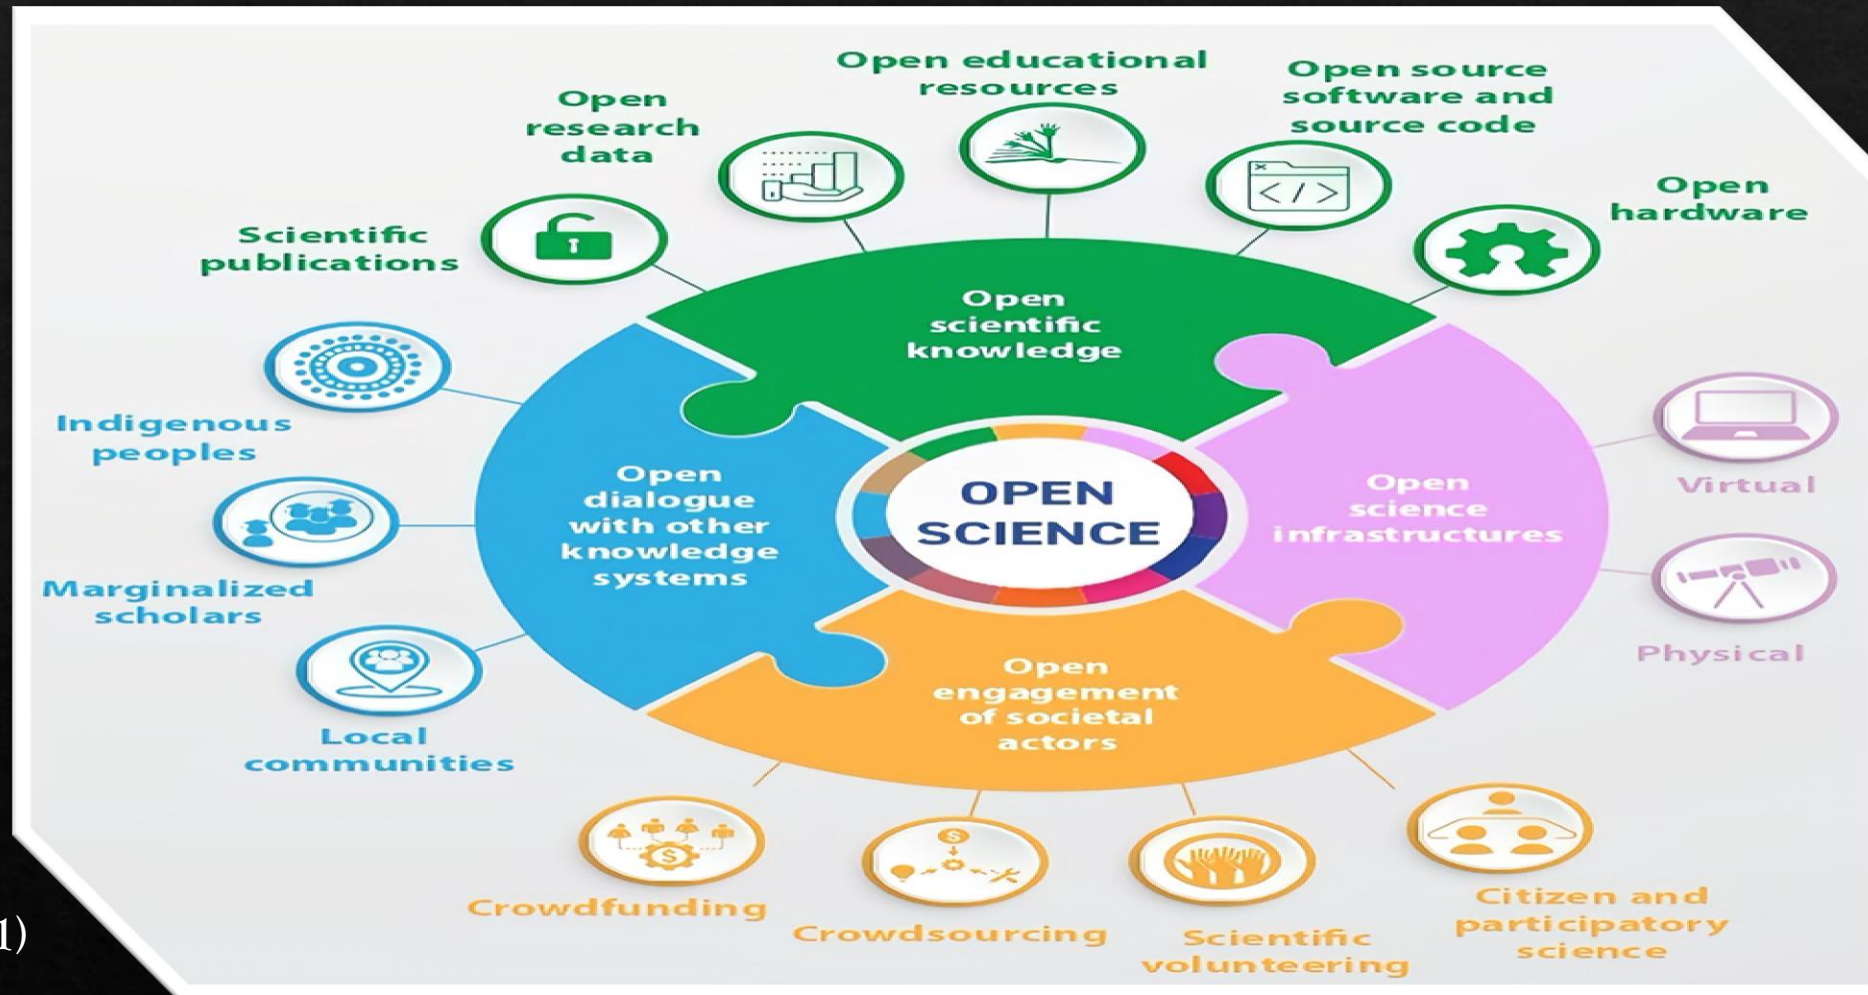 Open educational
resources
Open source
software and
source code
Open
research
data
Open
hardware
Scientific
publications
Open
scientific
knowledge
Indigenous
peoples
Open
dialogue
with other
knowledge
systems
OPEN
SCIENCE
Open
science
infrastructures
Virtual
Marginalized
scholars
Physical
Open
engagement
of societal
actors
Local
communities
Crowdfunding
Crowdsourcing
Scientific
volunteering
Citizen and
participatory
science
1)